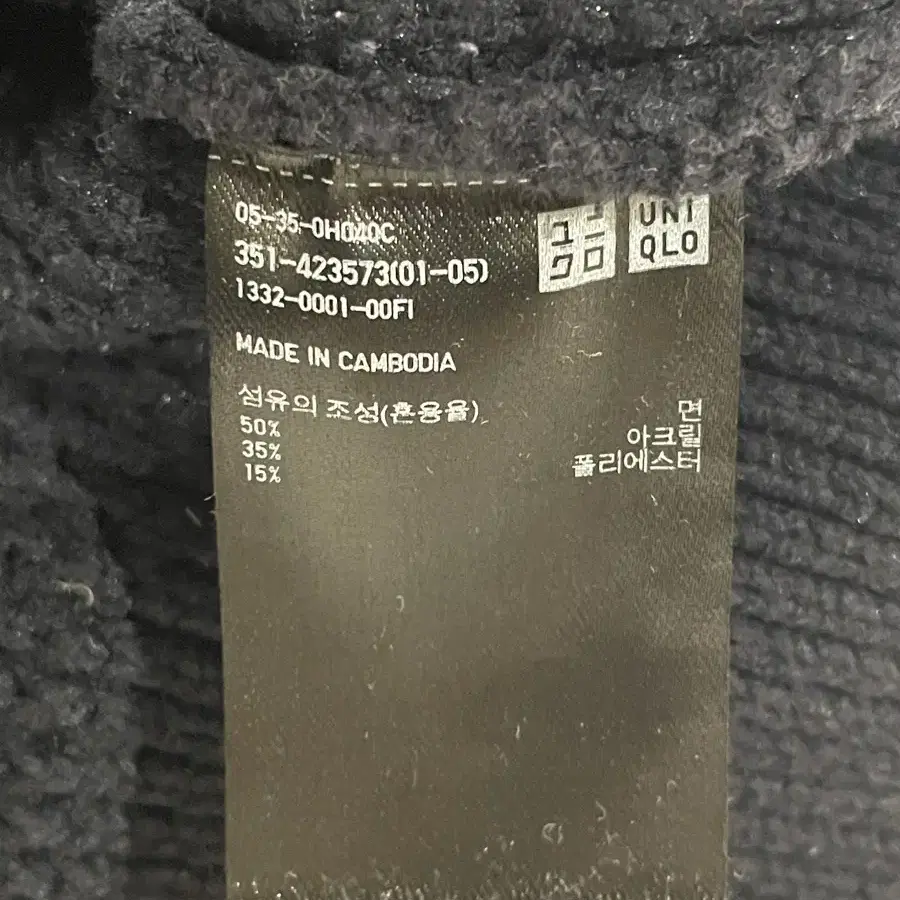 05-35-0H040C
351-423573(01-05)
1332-0001-00FI
ユニ
クロ
UNI
QLO
MADE IN CAMBODIA
섬유의 조성(혼용율)
50% 면
35% 아크릴
15% 폴리에스터